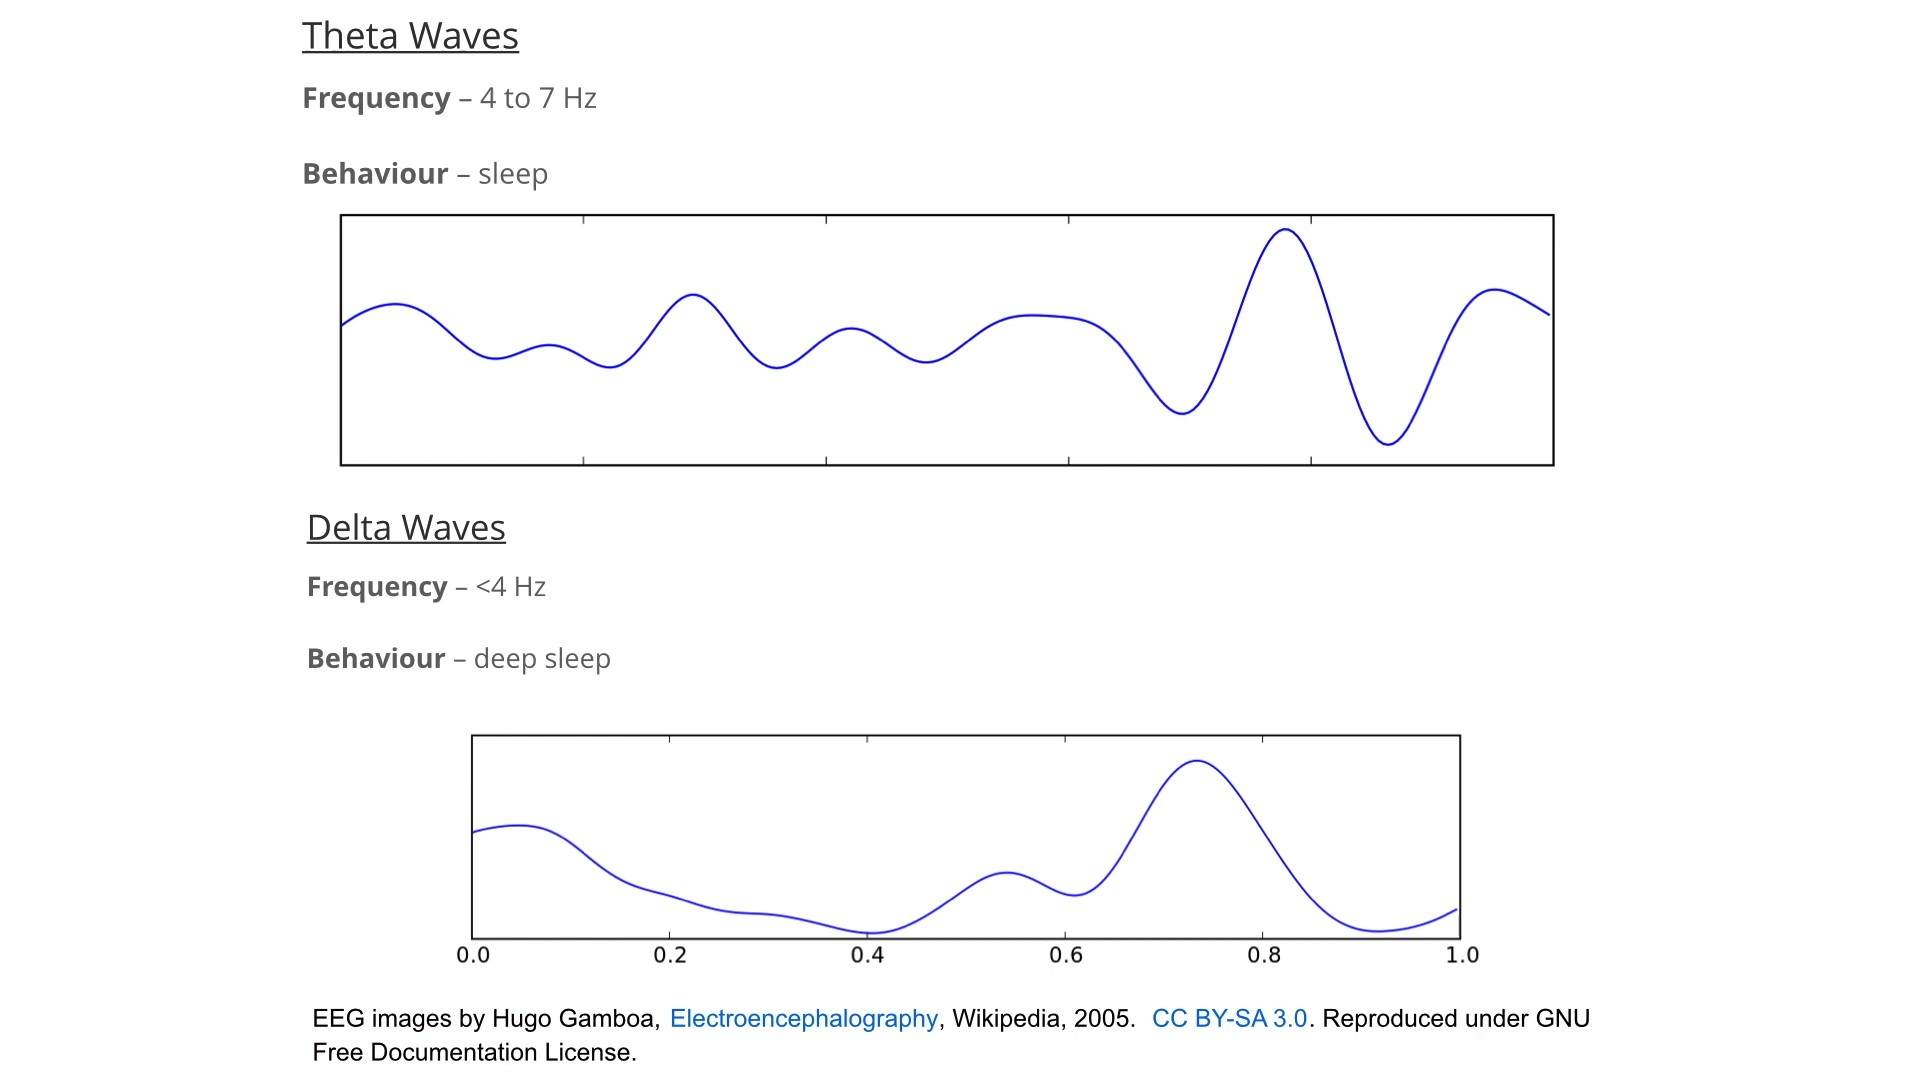 Theta Waves
Frequency – 4 to 7 Hz
Behaviour – sleep
Delta Waves
Frequency – <4 Hz
Behaviour – deep sleep
0.0 0.2 0.4 0.6 0.8 1.0
EEG images by Hugo Gamboa, Electroencephalography, Wikipedia, 2005. CC BY-SA 3.0. Reproduced under GNU
Free Documentation License.